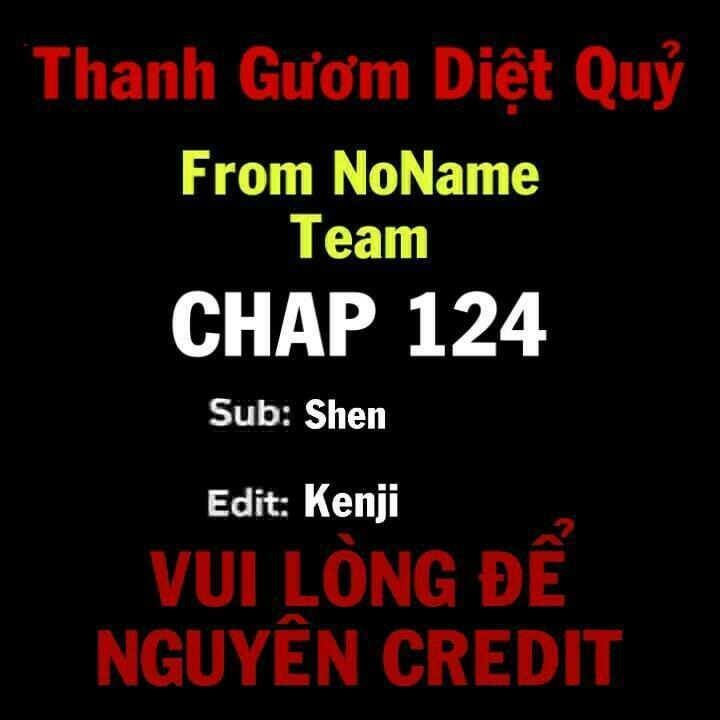 Thanh Gươm Diệt Quỷ
From NoName
Team
CHAP 124
Sub: Shen
Edit: Kenji
VUI LÒNG ĐỂ
NGUYÊN CREDIT